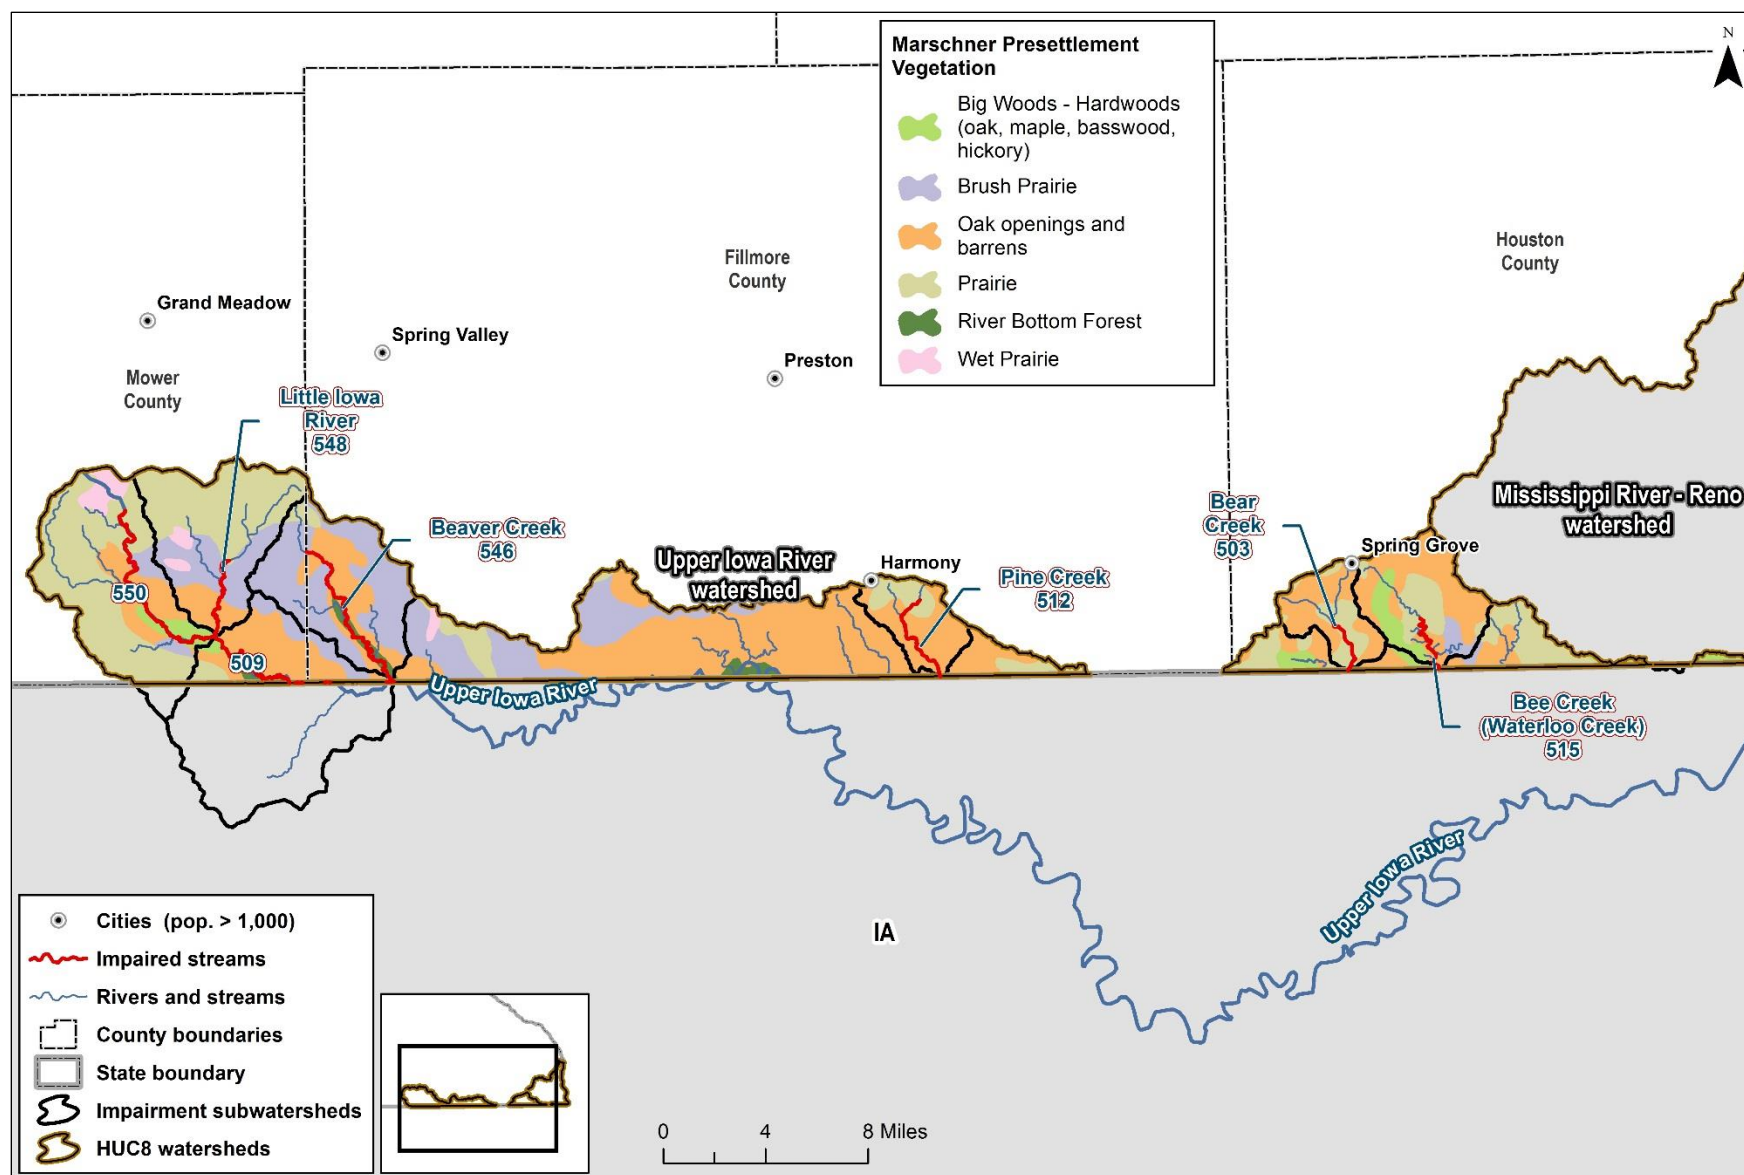 Marschner Presettlement
Vegetation
Big Woods - Hardwoods
(oak, maple, basswood,
hickory)
Brush Prairie
Oak openings and
barrens
Prairie
River Bottom Forest
Wet Prairie
N
Houston
County
Fillmore
County
Grand Meadow
Spring Valley
Preston
Mower
County
Little Iowa
River
548
Beaver Creek
546
Upper Iowa River
watershed
Harmony
Pine Creek
512
Bear
Creek
503
Spring Grove
Mississippi River - Reno
watershed
550
509
Upper Iowa River
Bee Creek
(Waterloo Creek)
515
Upper Iowa River
IA
Cities (pop. > 1,000)
Impaired streams
Rivers and streams
County boundaries
State boundary
Impairment subwatersheds
HUC8 watersheds
0 4 8 Miles